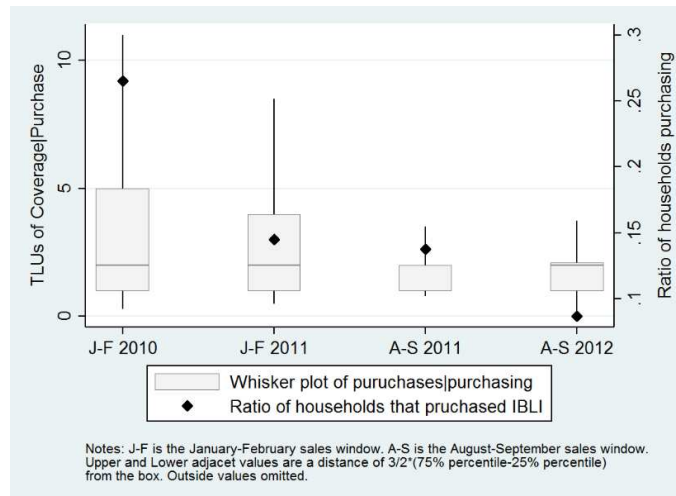 TLUs of Coverage|Purchase
10
5
0
.3
.25
.2
.15
.1
Ratio of households purchasing
J-F 2010 J-F 2011 A-S 2011 A-S 2012
Whisker plot of puruchases|purchasing
Ratio of households that pruchased IBLI
Notes: J-F is the January-February sales window. A-S is the August-September sales window.
Upper and Lower adjacet values are a distance of 3/2*(75% percentile-25% percentile)
from the box. Outside values omitted.